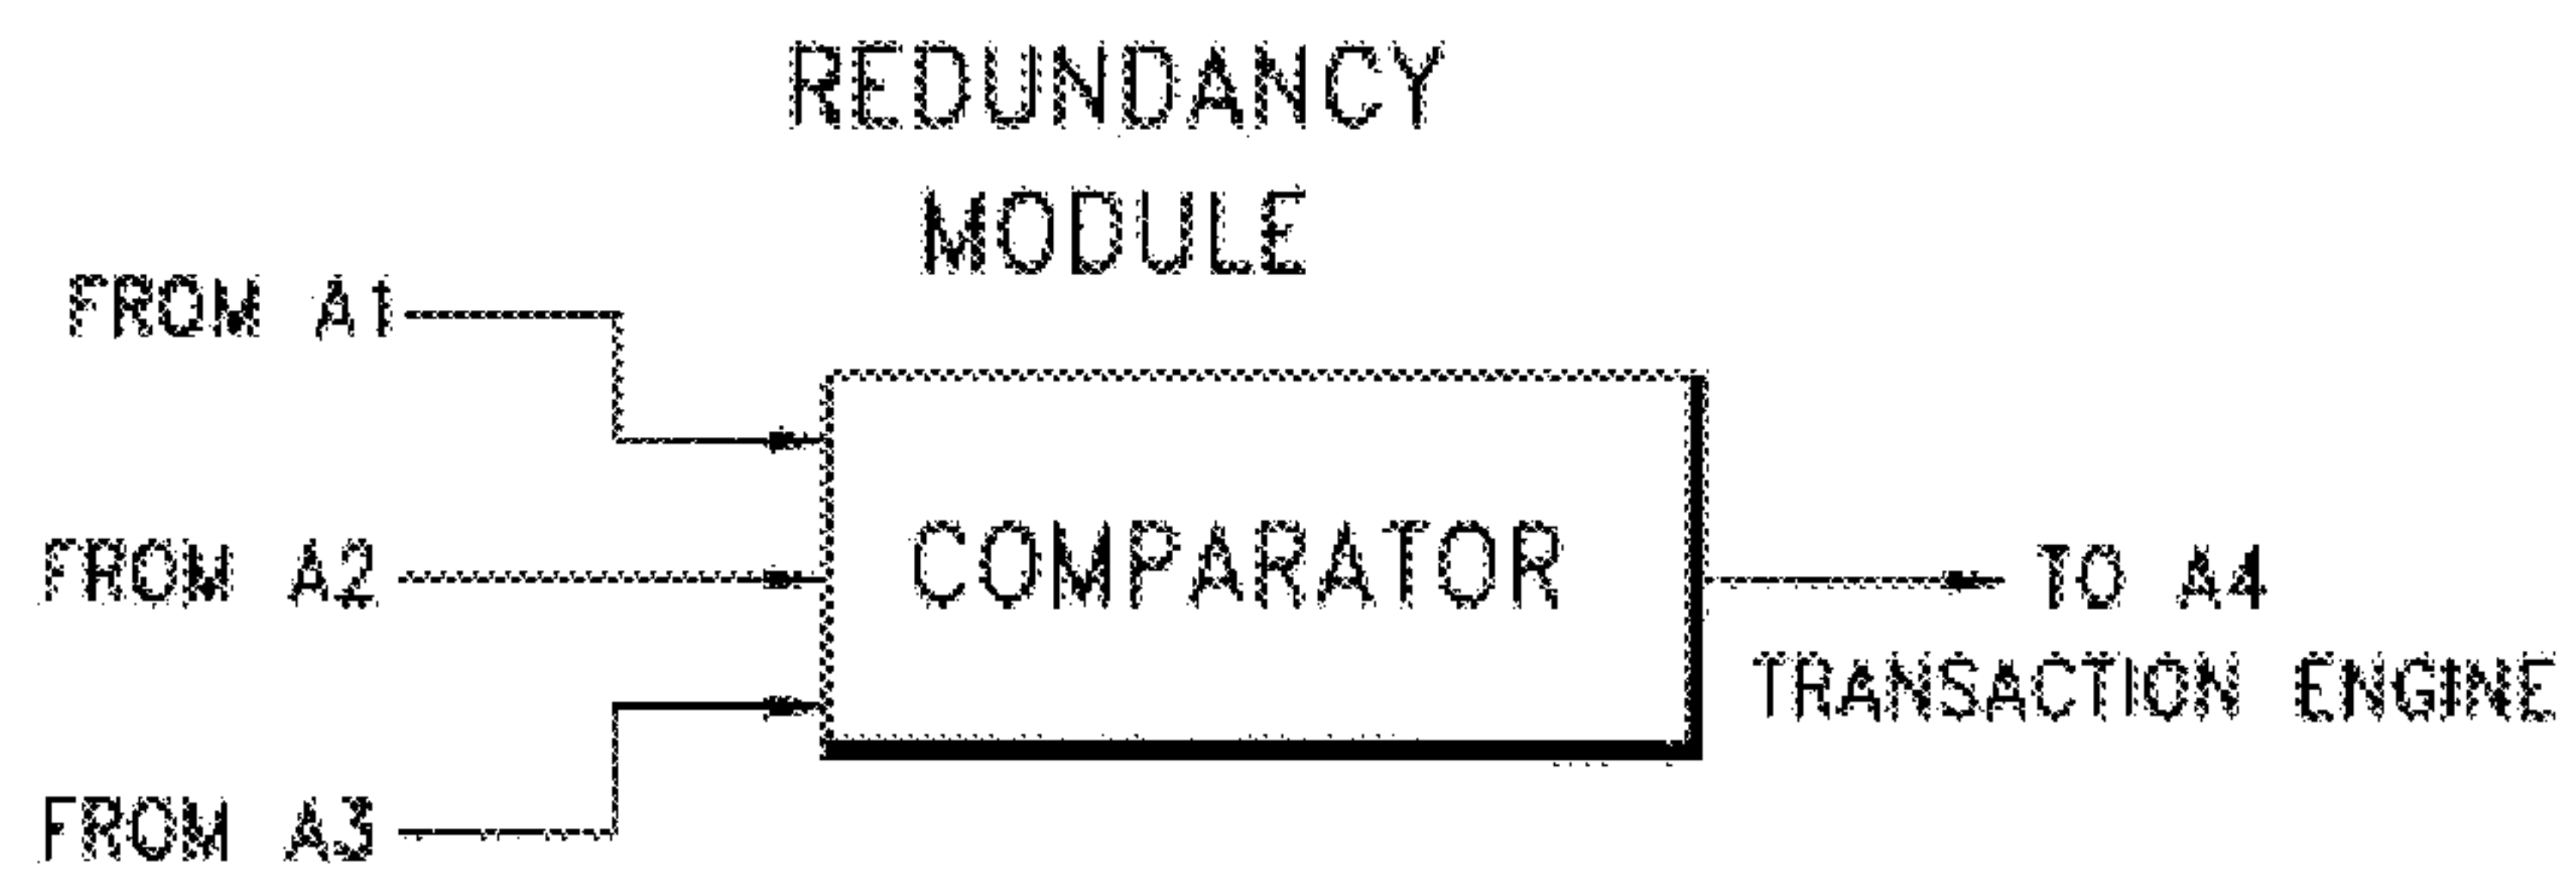 REDUNDANCY
MODULE
FROM A1
FROM A2
FROM A3
COMPARATOR
TO A4
TRANSACTION ENGINE